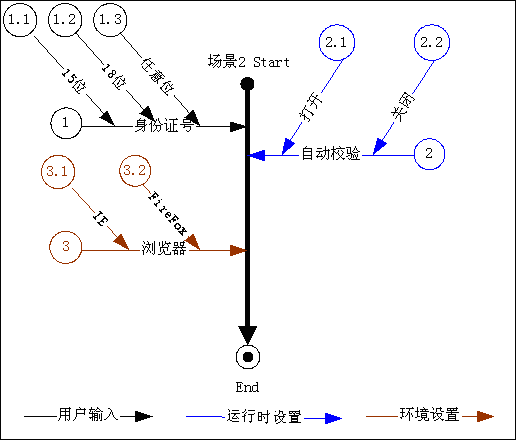 1.1 1.2 1.3
2.1 2.2
场景2 Start
15位 18位 任意位
打开 关闭
1 身份证号
自动校验 2
3.1 3.2
IE FireFox
3 浏览器
End
用户输入 运行时设置 环境设置